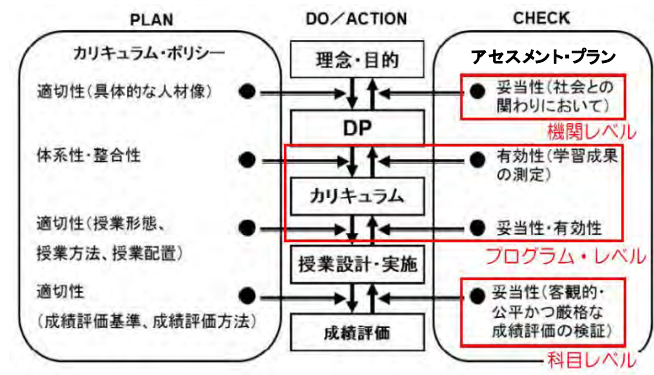 PLAN
DO／ACTION
CHECK
カリキュラム・ポリシー
適切性(具体的な人材像)
体系性・整合性
適切性(授業形態、
授業方法、授業配置)
適切性
(成績評価基準、成績評価方法)
理念・目的
DP
カリキュラム
授業設計・実施
成績評価
アセスメント・プラン
妥当性(社会との
関わりにおいて)
機関レベル
有効性(学習成果
の測定)
妥当性・有効性
プログラム・レベル
妥当性(客観的・
公平かつ厳格な
成績評価の検証)
科目レベル